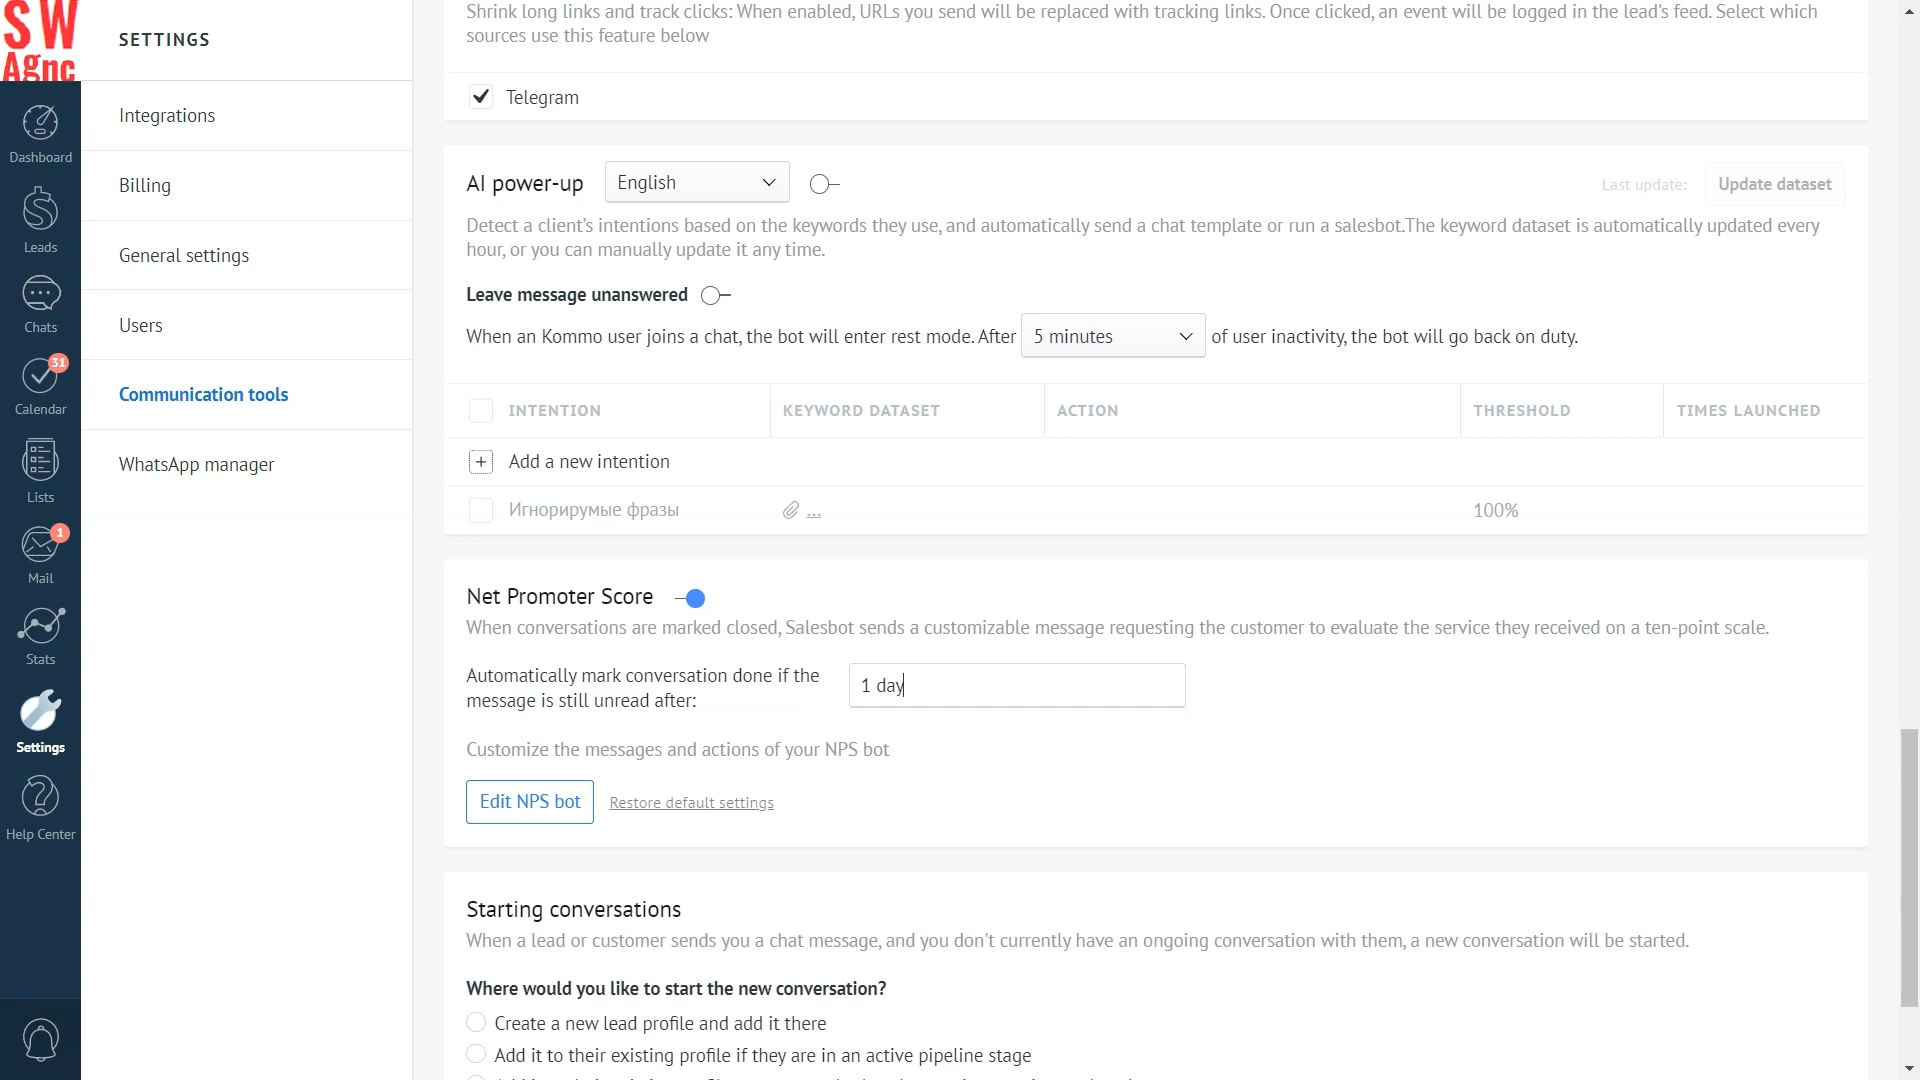 SW
Agnc
SETTINGS
Dashboard
Leads
Chats
31
Calendar
Lists
1
Mail
Stats
Settings
Help Center
Integrations
Billing
General settings
Users
Communication tools
WhatsApp manager
Shrink long links and track clicks: When enabled, URLs you send will be replaced with tracking links. Once clicked, an event will be logged in the lead's feed. Select which
sources use this feature below
Telegram
AI power-up English Last update: Update dataset
Detect a client’s intentions based on the keywords they use, and automatically send a chat template or run a salesbot.The keyword dataset is automatically updated every
hour, or you can manually update it any time.
Leave message unanswered
When an Kommo user joins a chat, the bot will enter rest mode. After 5 minutes of user inactivity, the bot will go back on duty.
INTENTION KEYWORD DATASET ACTION THRESHOLD TIMES LAUNCHED
+ Add a new intention
Игнорирумые фразы ... 100%
Net Promoter Score
When conversations are marked closed, Salesbot sends a customizable message requesting the customer to evaluate the service they received on a ten-point scale.
Automatically mark conversation done if the
message is still unread after:
1 day
Customize the messages and actions of your NPS bot
Edit NPS bot Restore default settings
Starting conversations
When a lead or customer sends you a chat message, and you don't currently have an ongoing conversation with them, a new conversation will be started.
Where would you like to start the new conversation?
Create a new lead profile and add it there
Add it to their existing profile if they are in an active pipeline stage